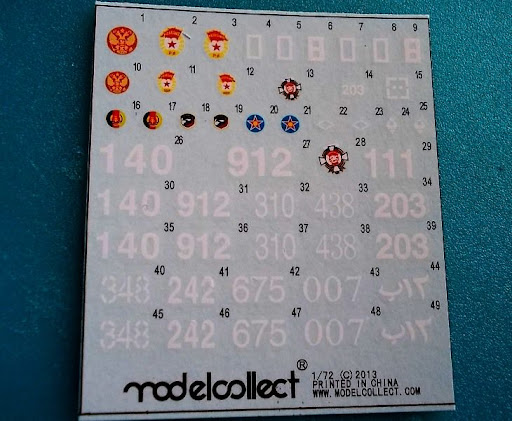 1 2 3 4 5 6 7 8 9
10 11 12 13 14 15
203
16 17 18 19 20 21 22 23 24 25
26 27 28 29
140 912 111
30 31 32 33 34
140 912 310 438 203
35 36 37 38 39
140 912 310 438 203
40 41 42 43 44
348 242 675 007 ب١٢
45 46 47 48 49
348 242 675 007 ب١٢
modelcollect®
1/72 (C) 2013
PRINTED IN CHINA
WWW.MODELCOLLECT.COM